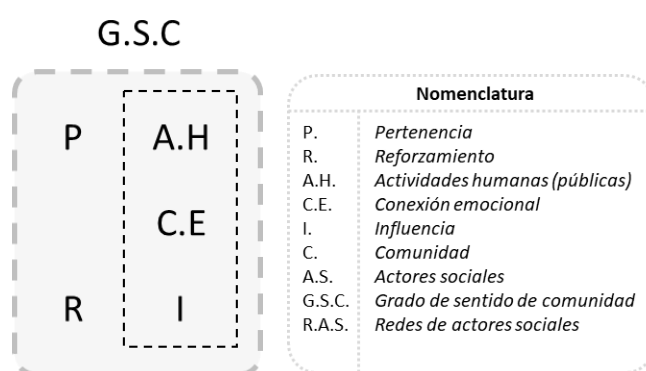 G.S.C
P A.H
C.E
R I
Nomenclatura
P. Pertenencia
R. Reforzamiento
A.H. Actividades humanas (públicas)
C.E. Conexión emocional
I. Influencia
C. Comunidad
A.S. Actores sociales
G.S.C. Grado de sentido de comunidad
R.A.S. Redes de actores sociales